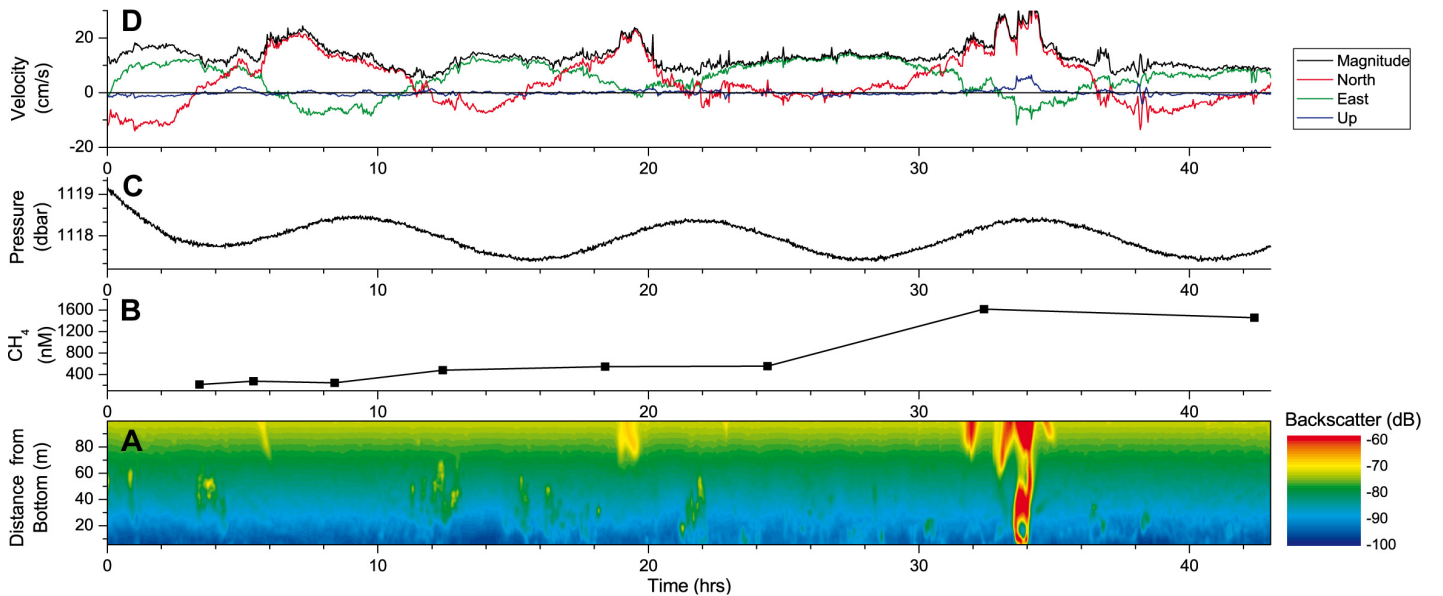 D
Velocity
(cm/s)
20
0
-20
0
10
20
30
40
Magnitude
North
East
Up
C
Pressure
(dbar)
1119
1118
0
10
20
30
40
B
CH4
(nM)
1600
1200
800
400
0
10
20
30
40
A
Distance from
Bottom (m)
80
60
40
20
0
10
20
30
40
Time (hrs)
Backscatter (dB)
-60
-70
-80
-90
-100